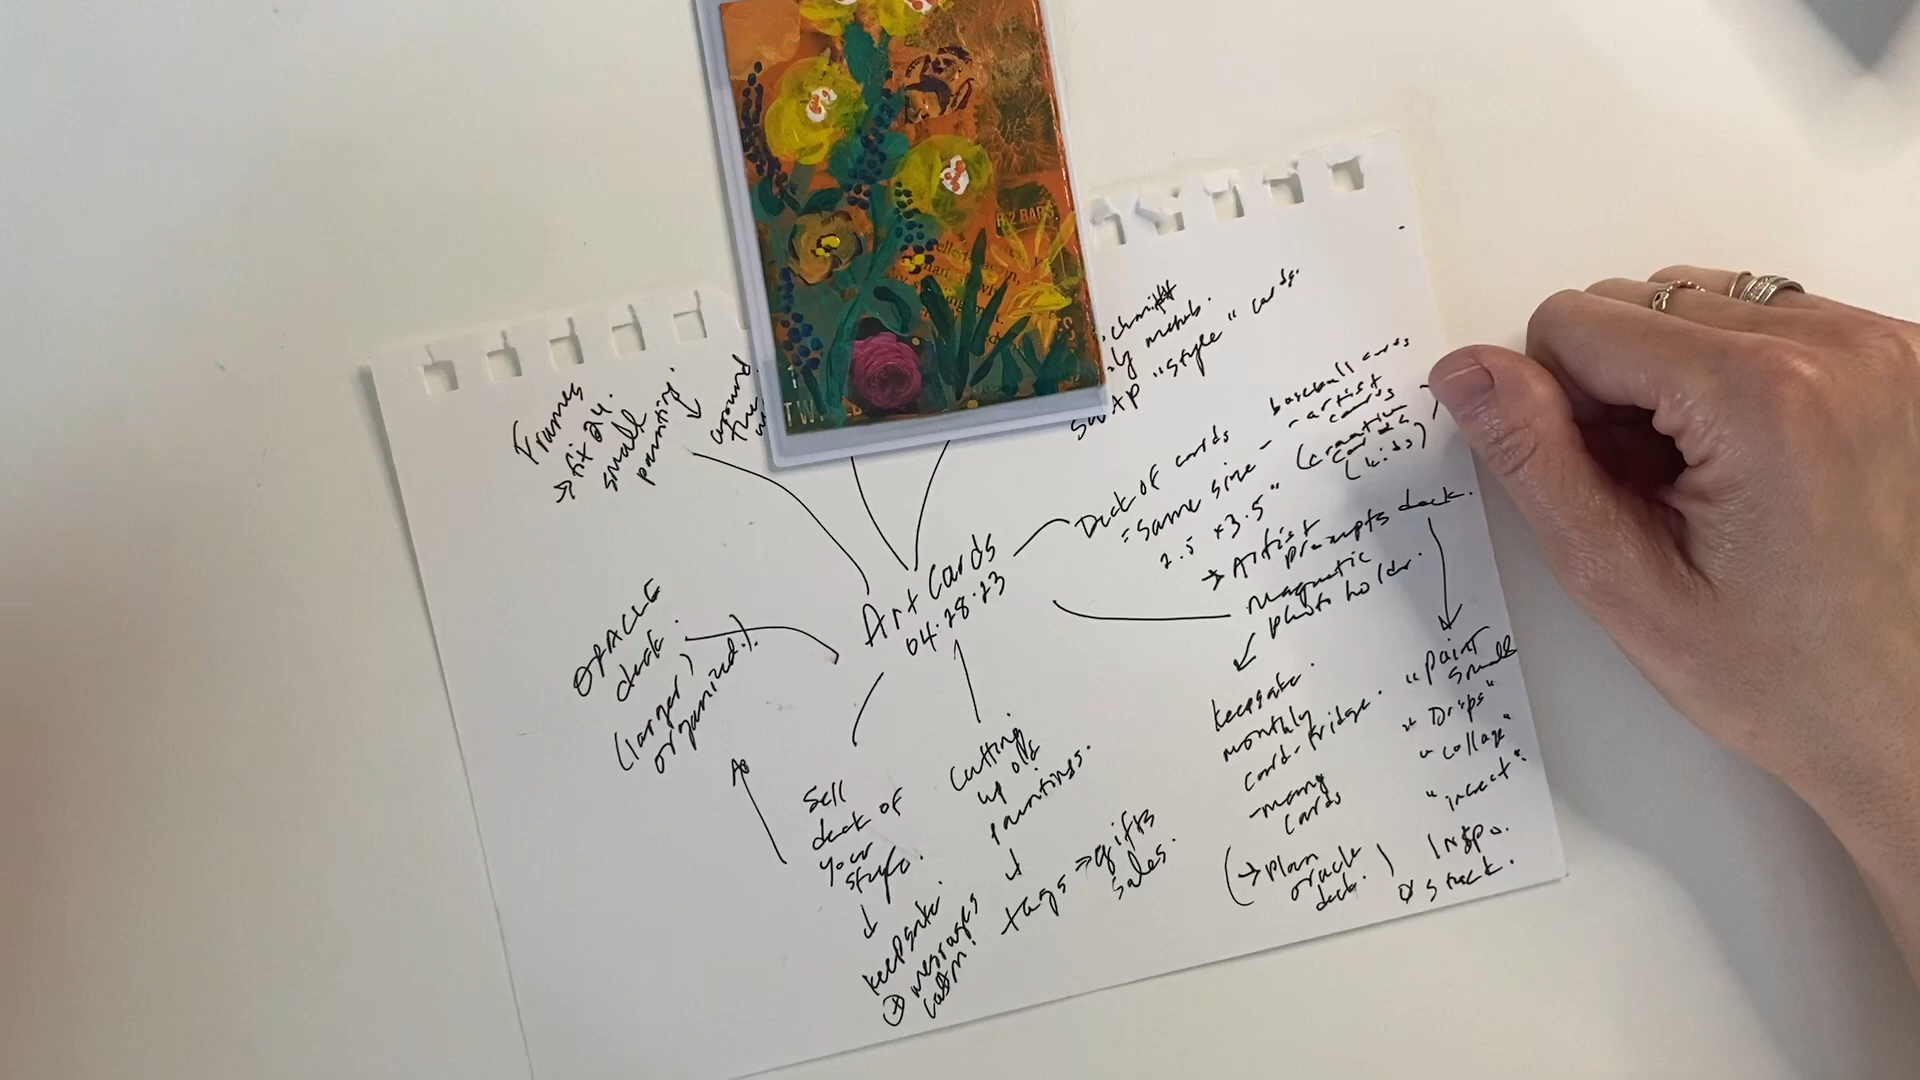 R 2 BARS
Frames
→ fit 24.
small
painting.
around
the
"style" cards.
Deck of cards
= same size -
2.5 x 3.5"
baseball cards
- artist
cards
(creative
cards
(kids)
→ Artist
prompts deck.
magnetic
photo holder.
Art Cards
04.28.23
ORACLE
deck.
(larger)
organized.
Sell
deck of
your
style.
↓
keepsake.
messages
Cutting
up old
paintings.
↓
tags ⇒ gifts
sales.
keepsake.
monthly
card-fridge.
-many
cards
(→ plan
oracle
deck.)
"paint
small"
"Drips"
"collage"
"insect".
Inspo.
stack.